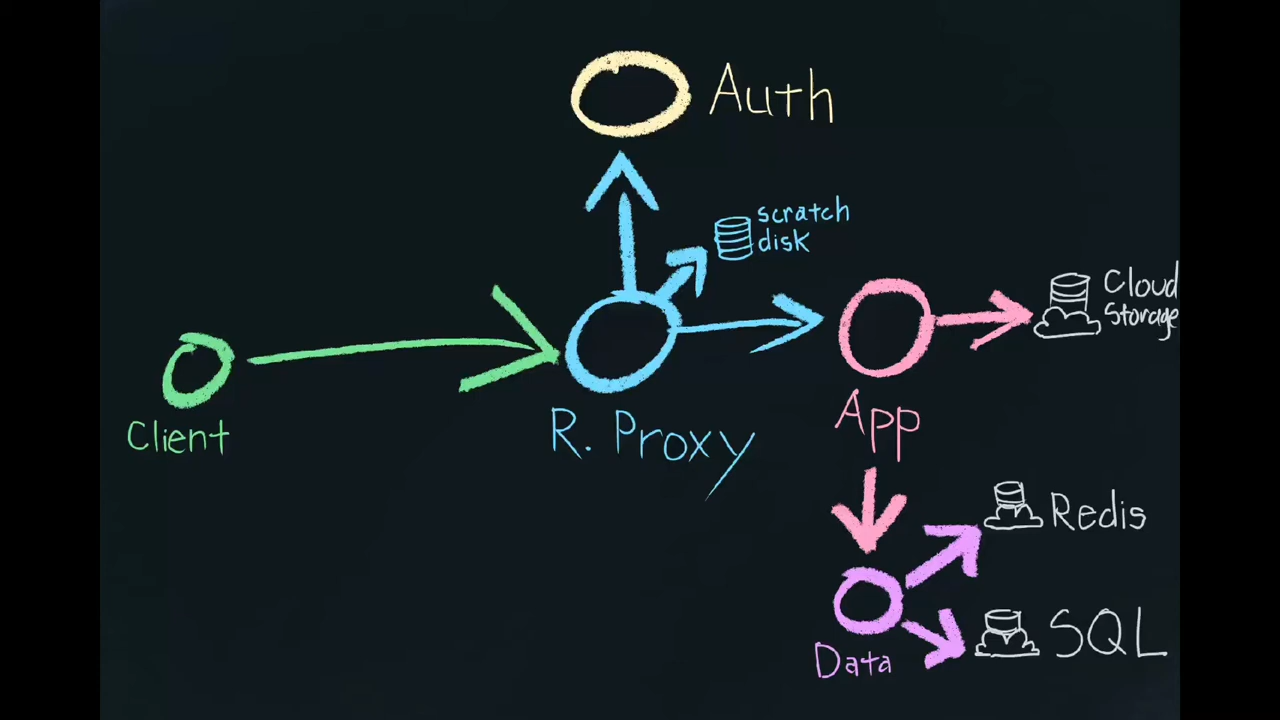 Auth
scratch
disk
Cloud
Storage
Client
R. Proxy
App
Redis
SQL
Data